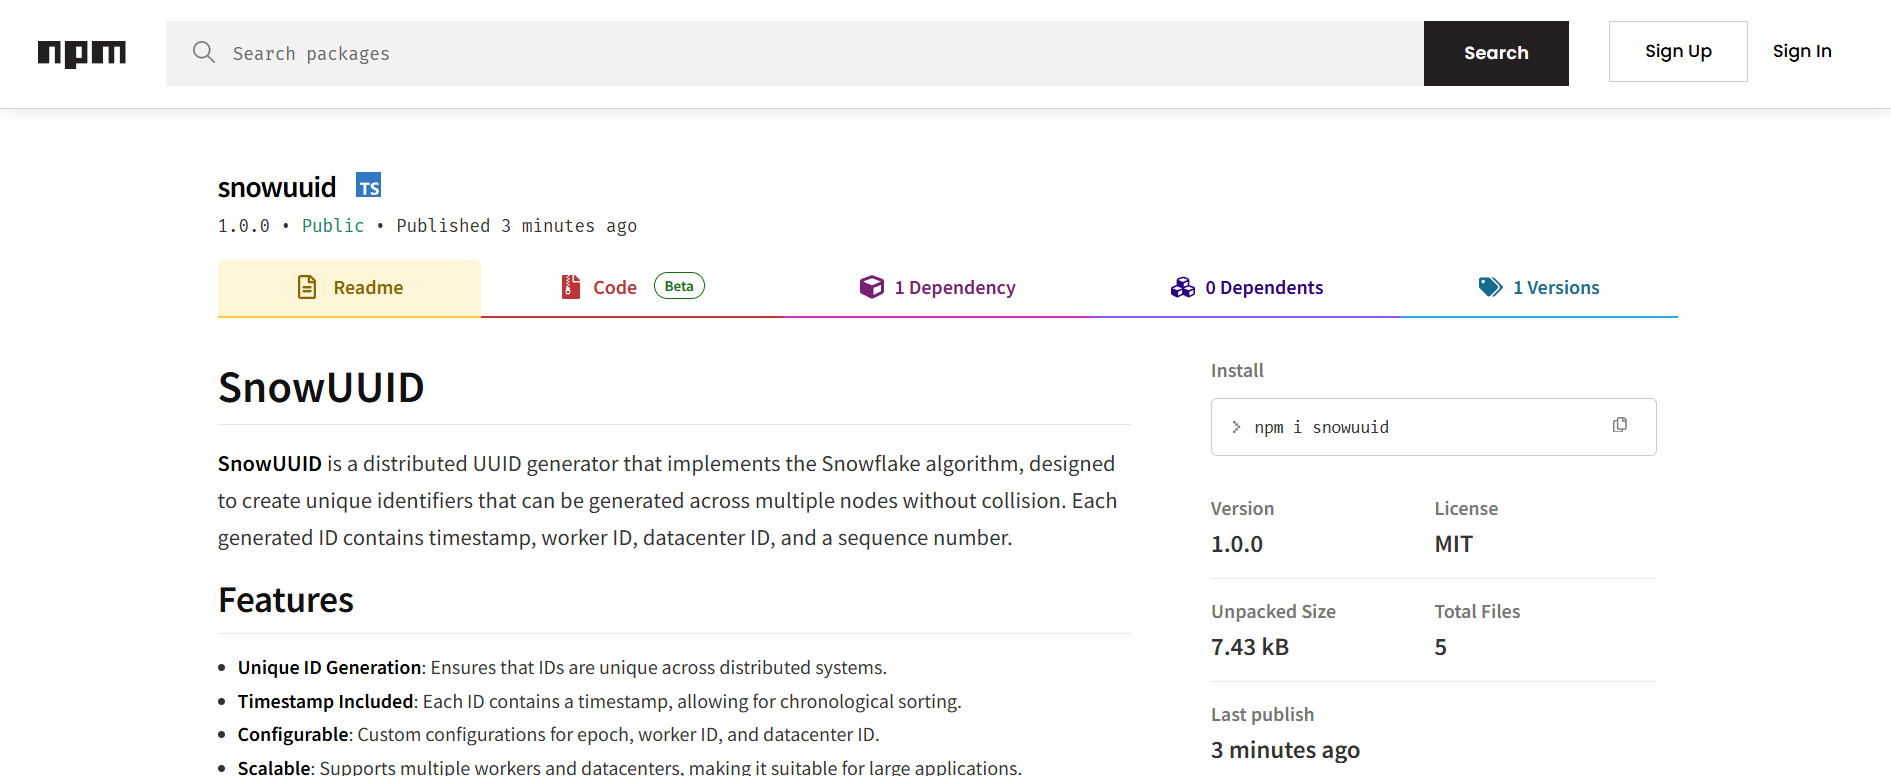 npm
Search packages
Search
Sign Up
Sign In
snowuuid TS
1.0.0 • Public • Published 3 minutes ago
Readme
Code Beta
1 Dependency
0 Dependents
1 Versions
SnowUUID
SnowUUID is a distributed UUID generator that implements the Snowflake algorithm, designed
to create unique identifiers that can be generated across multiple nodes without collision. Each
generated ID contains timestamp, worker ID, datacenter ID, and a sequence number.
Features
• Unique ID Generation: Ensures that IDs are unique across distributed systems.
• Timestamp Included: Each ID contains a timestamp, allowing for chronological sorting.
• Configurable: Custom configurations for epoch, worker ID, and datacenter ID.
• Scalable: Supports multiple workers and datacenters, making it suitable for large applications.
Install
> npm i snowuuid
Version
1.0.0
License
MIT
Unpacked Size
7.43 kB
Total Files
5
Last publish
3 minutes ago